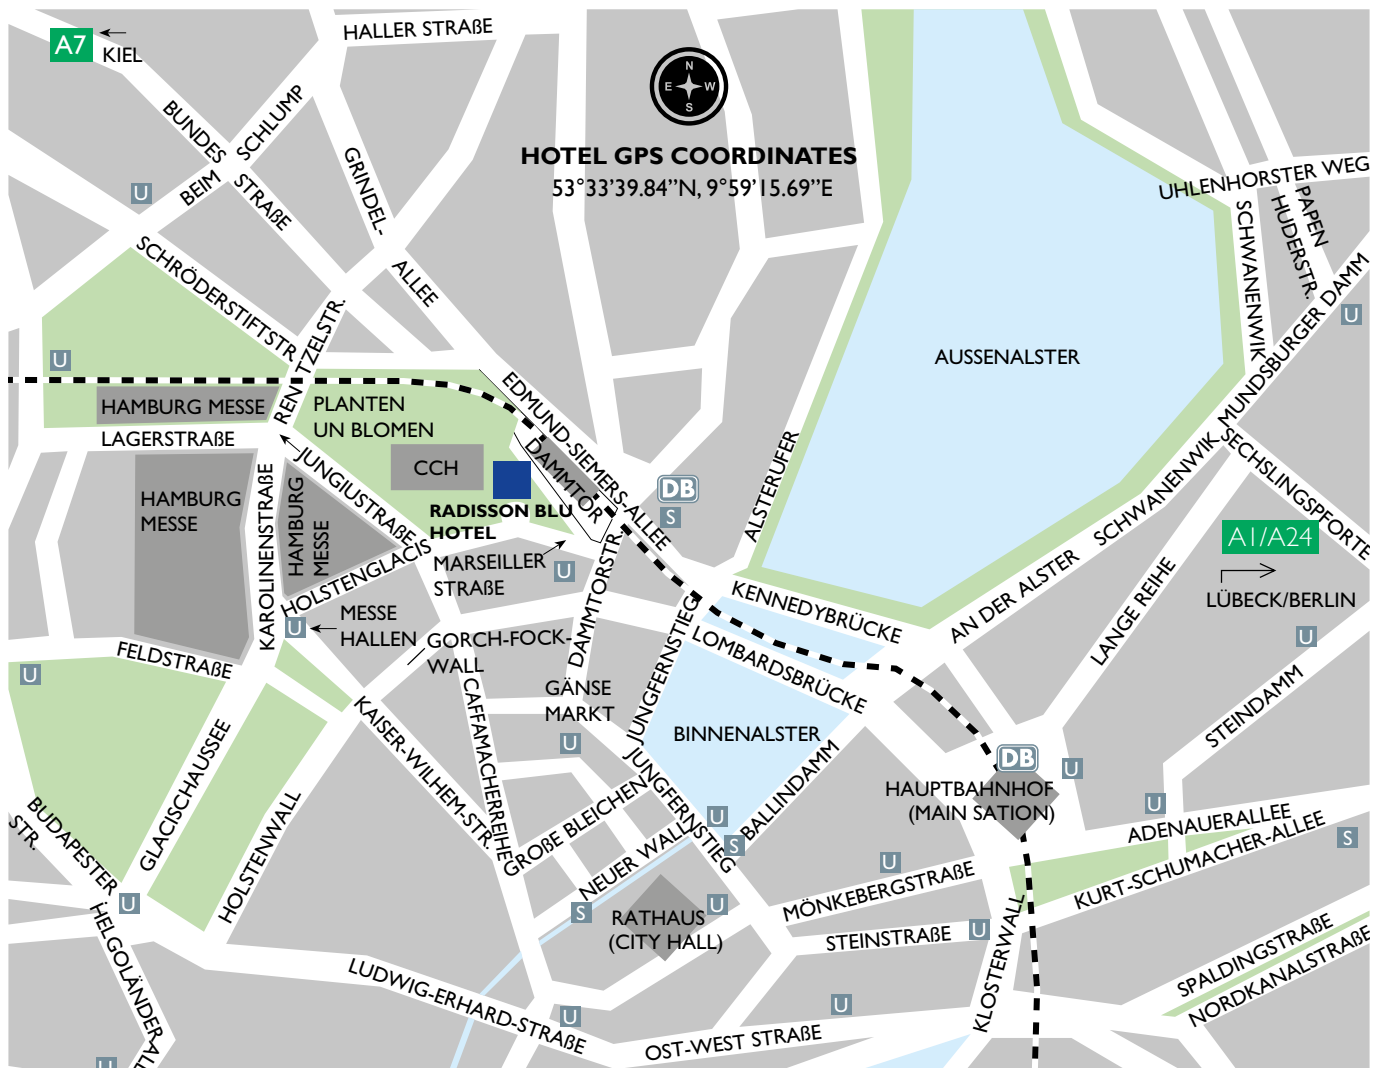 HALLER STRAßE
A7
KIEL
N
E
W
S
HOTEL GPS COORDINATES
53°33'39.84’’N, 9°59'15.69’’E
BUNDES
STRAßE
BEIM
SCHLUMP
GRINDEL-
ALLEE
U
UHLENHORSTER WEG
PAPEN
HUDERSTR.
SCHWANENWIK
MUNDSBURGER DAMM
U
SCHRÖDERSTIFTSTR.
RENTZELSTR.
U
AUSSENALSTER
HAMBURG MESSE
PLANTEN
UN BLOMEN
EDMUND-SIEMERS-ALLEE
LAGERSTRAßE
JUNGIUSTRAßE
CCH
DAMMTOR
DB
S
ALSTERUFER
SCHWANENWIK
SECHSLINGSPFORTE
HAMBURG
MESSE
KAROLINENSTRAßE
HAMBURG
MESSE
RADISSON BLU
HOTEL
A1/A24
LÜBECK/BERLIN
HOLSTENGLACIS
MARSEILLER
STRAßE
U
DAMMTORSTR.
DAMMTORSTR.
KENNEDYBRÜCKE
AN DER ALSTER
LANGE REIHE
U
MESSE
HALLEN
U
GORCH-FOCK-
WALL
LOMBARDSBRÜCKE
JUNGFERNSTIEG
FELDSTRAßE
U
CAFFAMACHERREIHE
GÄNSE
MARKT
U
BINNENALSTER
STEINDAMM
KAISER-WILHEM-STR.
GLACISCHAUSSEE
HOLSTENWALL
JUNGFERNSTIEG
BALLINDAMM
DB
U
HAUPTBAHNHOF
(MAIN SATION)
U
ADENAUERALLEE
KURT-SCHUMACHER-ALLEE
S
BUDAPESTER
STR.
GROßE BLEICHEN
NEUER WALL
U
S
U
MÖNKEBERGSTRAßE
U
HELGOLÄNDER ALL
S
RATHAUS
(CITY HALL)
U
STEINSTRAßE
U
KLOSTERWALL
SPALDINGSTRAßE
NORDKANALSTRAßE
LUDWIG-ERHARD-STRAßE
U
OST-WEST STRAßE
U
U